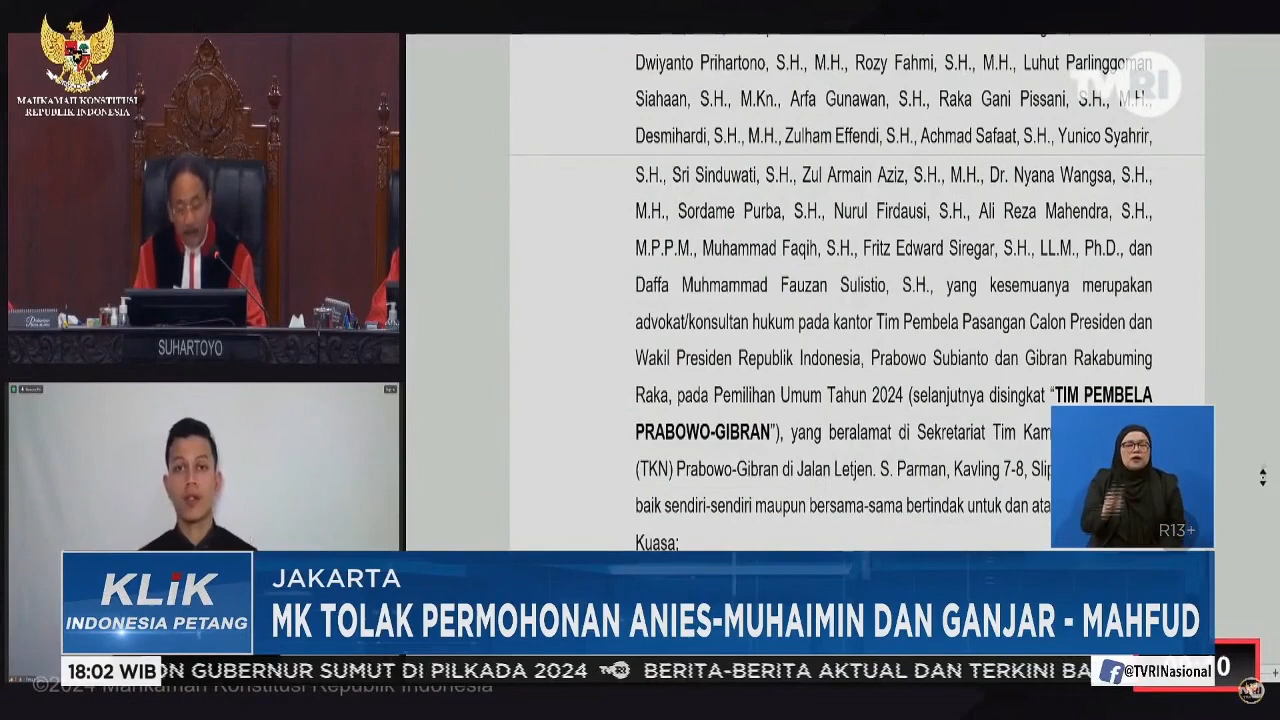 MAHKAMAH KONSTITUSI
REPUBLIK INDONESIA
TVRI
SUHARTOYO
Dwiyanto Prihartono, S.H., M.H., Rozy Fahmi, S.H., M.H., Luhut Parlinggoman
Siahaan, S.H., M.Kn., Arfa Gunawan, S.H., Raka Gani Pissani, S.H., M.H.,
Desmihardi, S.H., M.H., Zulham Effendi, S.H., Achmad Safaat, S.H., Yunico Syahrir,
S.H., Sri Sinduwati, S.H., Zul Armain Aziz, S.H., M.H., Dr. Nyana Wangsa, S.H.,
M.H., Sordame Purba, S.H., Nurul Firdausi, S.H., Ali Reza Mahendra, S.H.,
M.P.P.M., Muhammad Faqih, S.H., Fritz Edward Siregar, S.H., LL.M., Ph.D., dan
Daffa Muhmammad Fauzan Sulistio, S.H., yang kesemuanya merupakan
advokat/konsultan hukum pada kantor Tim Pembela Pasangan Calon Presiden dan
Wakil Presiden Republik Indonesia, Prabowo Subianto dan Gibran Rakabuming
Raka, pada Pemilihan Umum Tahun 2024 (selanjutnya disingkat “TIM PEMBELA
PRABOWO-GIBRAN”), yang beralamat di Sekretariat Tim Kam
(TKN) Prabowo-Gibran di Jalan Letjen. S. Parman, Kavling 7-8, Slip
baik sendiri-sendiri maupun bersama-sama bertindak untuk dan ata
Kuasa;
R13+
KLiK
INDONESIA PETANG
JAKARTA
MK TOLAK PERMOHONAN ANIES-MUHAIMIN DAN GANJAR - MAHFUD
18:02 WIB
ON GUBERNUR SUMUT DI PILKADA 2024 TVRI BERITA-BERITA AKTUAL DAN TERKINI BA
@TVRINasional
©2024 Mahkamah Konstitusi Republik Indonesia